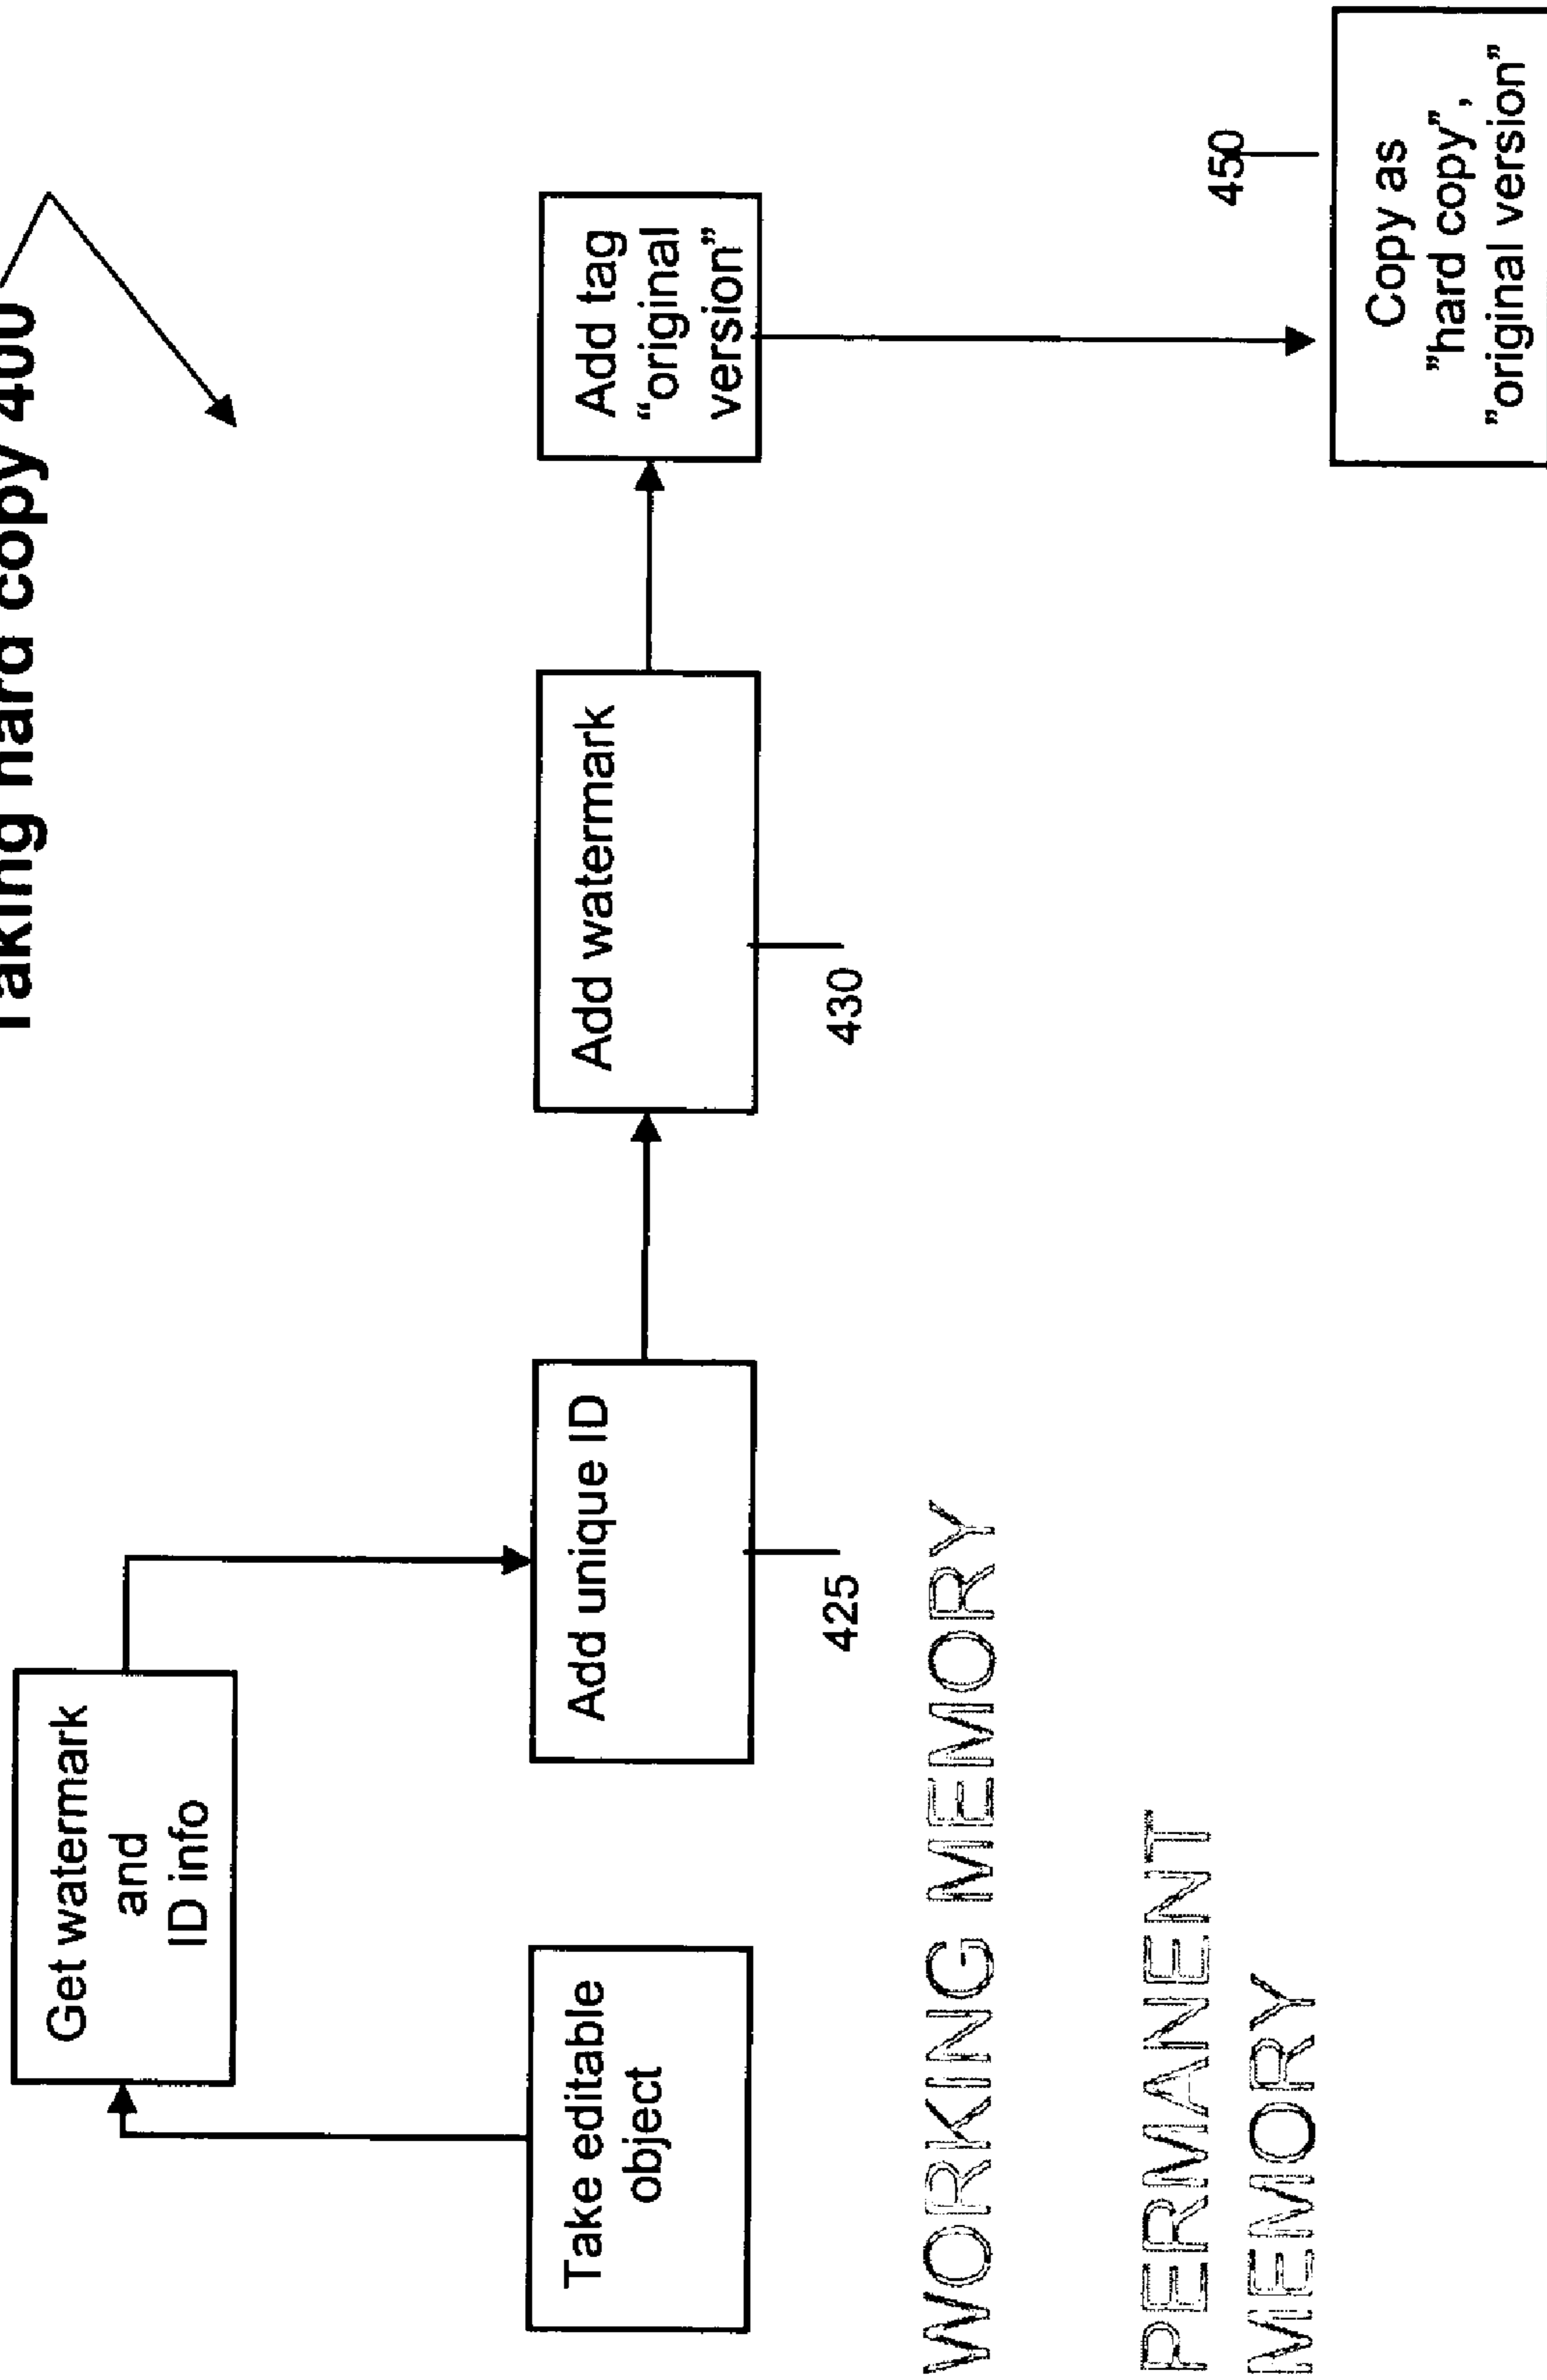 Taking hard copy 400
Get watermark
and
ID info
Take editable
object
Add unique ID
425
Add watermark
430
Add tag
“original
version”
WORKING MEMORY
PERMANENT
MEMORY
450
Copy as
”hard copy”,
”original version”